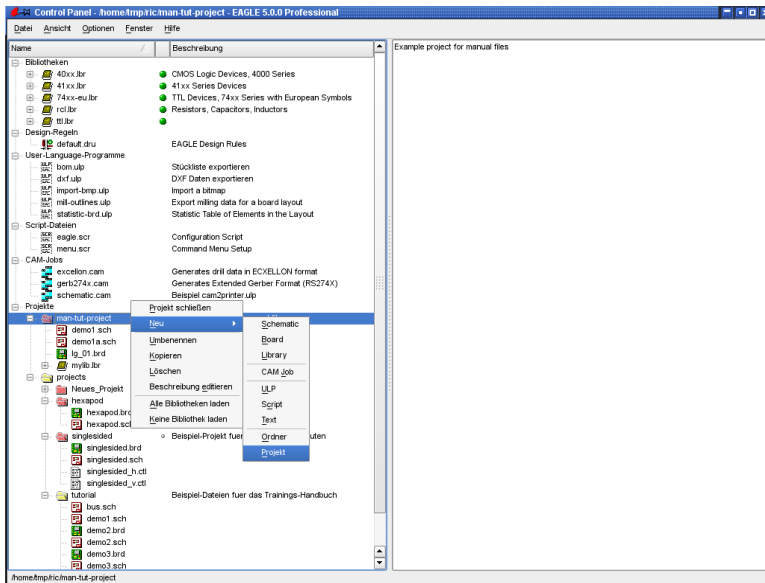 Control Panel - /home/tmp/ric/man-tut-project - EAGLE 5.0.0 Professional
Datei Ansicht Optionen Fenster Hilfe
Name Beschreibung
Example project for manual files
Bibliotheken
40xx.lbr CMOS Logic Devices, 4000 Series
41xx.lbr 41xx Series Devices
74xx-eu.lbr TTL Devices, 74xx Series with European Symbols
rcl.lbr Resistors, Capacitors, Inductors
ttl.lbr
Design-Regeln
default.dru EAGLE Design Rules
User-Language-Programme
bom.ulp Stückliste exportieren
dxf.ulp DXF Daten exportieren
import-bmp.ulp Import a bitmap
mill-outlines.ulp Export milling data for a board layout
statistic-brd.ulp Statistic Table of Elements in the Layout
Script-Dateien
eagle.scr Configuration Script
menu.scr Command Menu Setup
CAM-Jobs
excellon.cam Generates drill data in ECXELLON format
gerb274x.cam Generates Extended Gerber Format (RS274X)
schematic.cam Beispiel cam2printer.ulp
Projekte
man-tut-project
demo1.sch
demo1a.sch
lg_01.brd
mylib.lbr
projects
Neues_Projekt
hexapod
hexapod.brd
hexapod.sch
singlesided Beispiel-Projekt fuer uten
singlesided.brd
singlesided.sch
singlesided_h.ctl
singlesided_v.ctl
tutorial Beispiel-Dateien fuer das Trainings-Handbuch
bus.sch
demo1.sch
demo2.brd
demo2.sch
demo3.brd
demo3.sch
Projekt schließen
Neu
Umbenennen
Kopieren
Löschen
Beschreibung editieren
Alle Bibliotheken laden
Keine Bibliothek laden
Schematic
Board
Library
CAM Job
ULP
Script
Text
Ordner
Projekt
/home/tmp/ric/man-tut-project